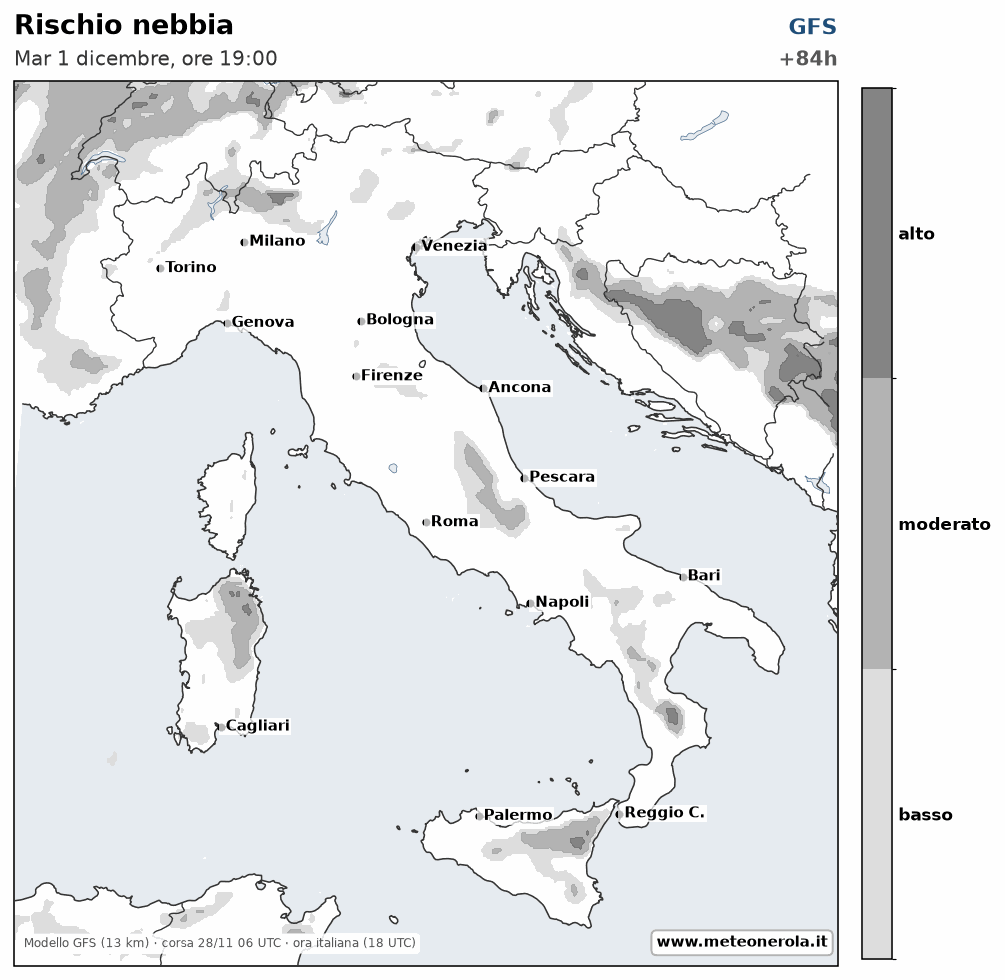 Rischio nebbia
GFS
Mar 1 dicembre, ore 19:00
+84h
alto
Milano
Venezia
Torino
Genova
Bologna
Firenze
Ancona
Pescara
Roma
moderato
Bari
Napoli
Cagliari
Palermo
Reggio C.
basso
Modello GFS (13 km) · corsa 28/11 06 UTC · ora italiana (18 UTC)
www.meteonerola.it